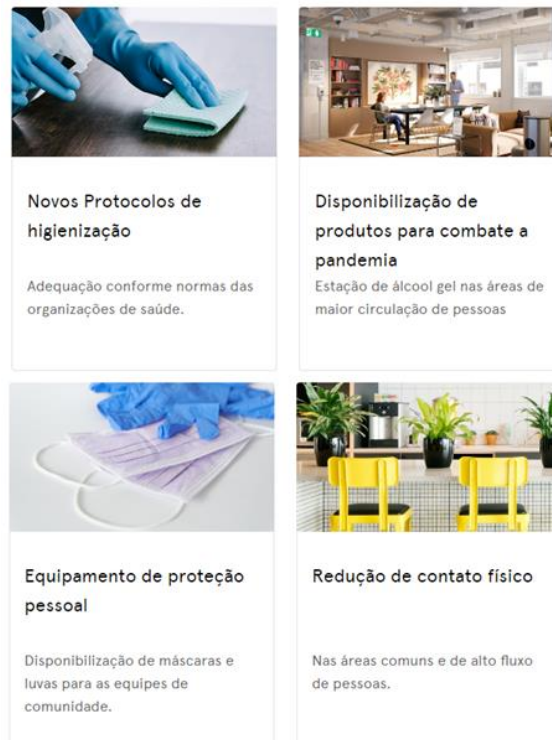 Novos Protocolos de
higienização
Adequação conforme normas das
organizações de saúde.
Disponibilização de
produtos para combate a
pandemia
Estação de álcool gel nas áreas de
maior circulação de pessoas
Equipamento de proteção
pessoal
Disponibilização de máscaras e
luvas para as equipes de
comunidade.
Redução de contato físico
Nas áreas comuns e de alto fluxo
de pessoas.